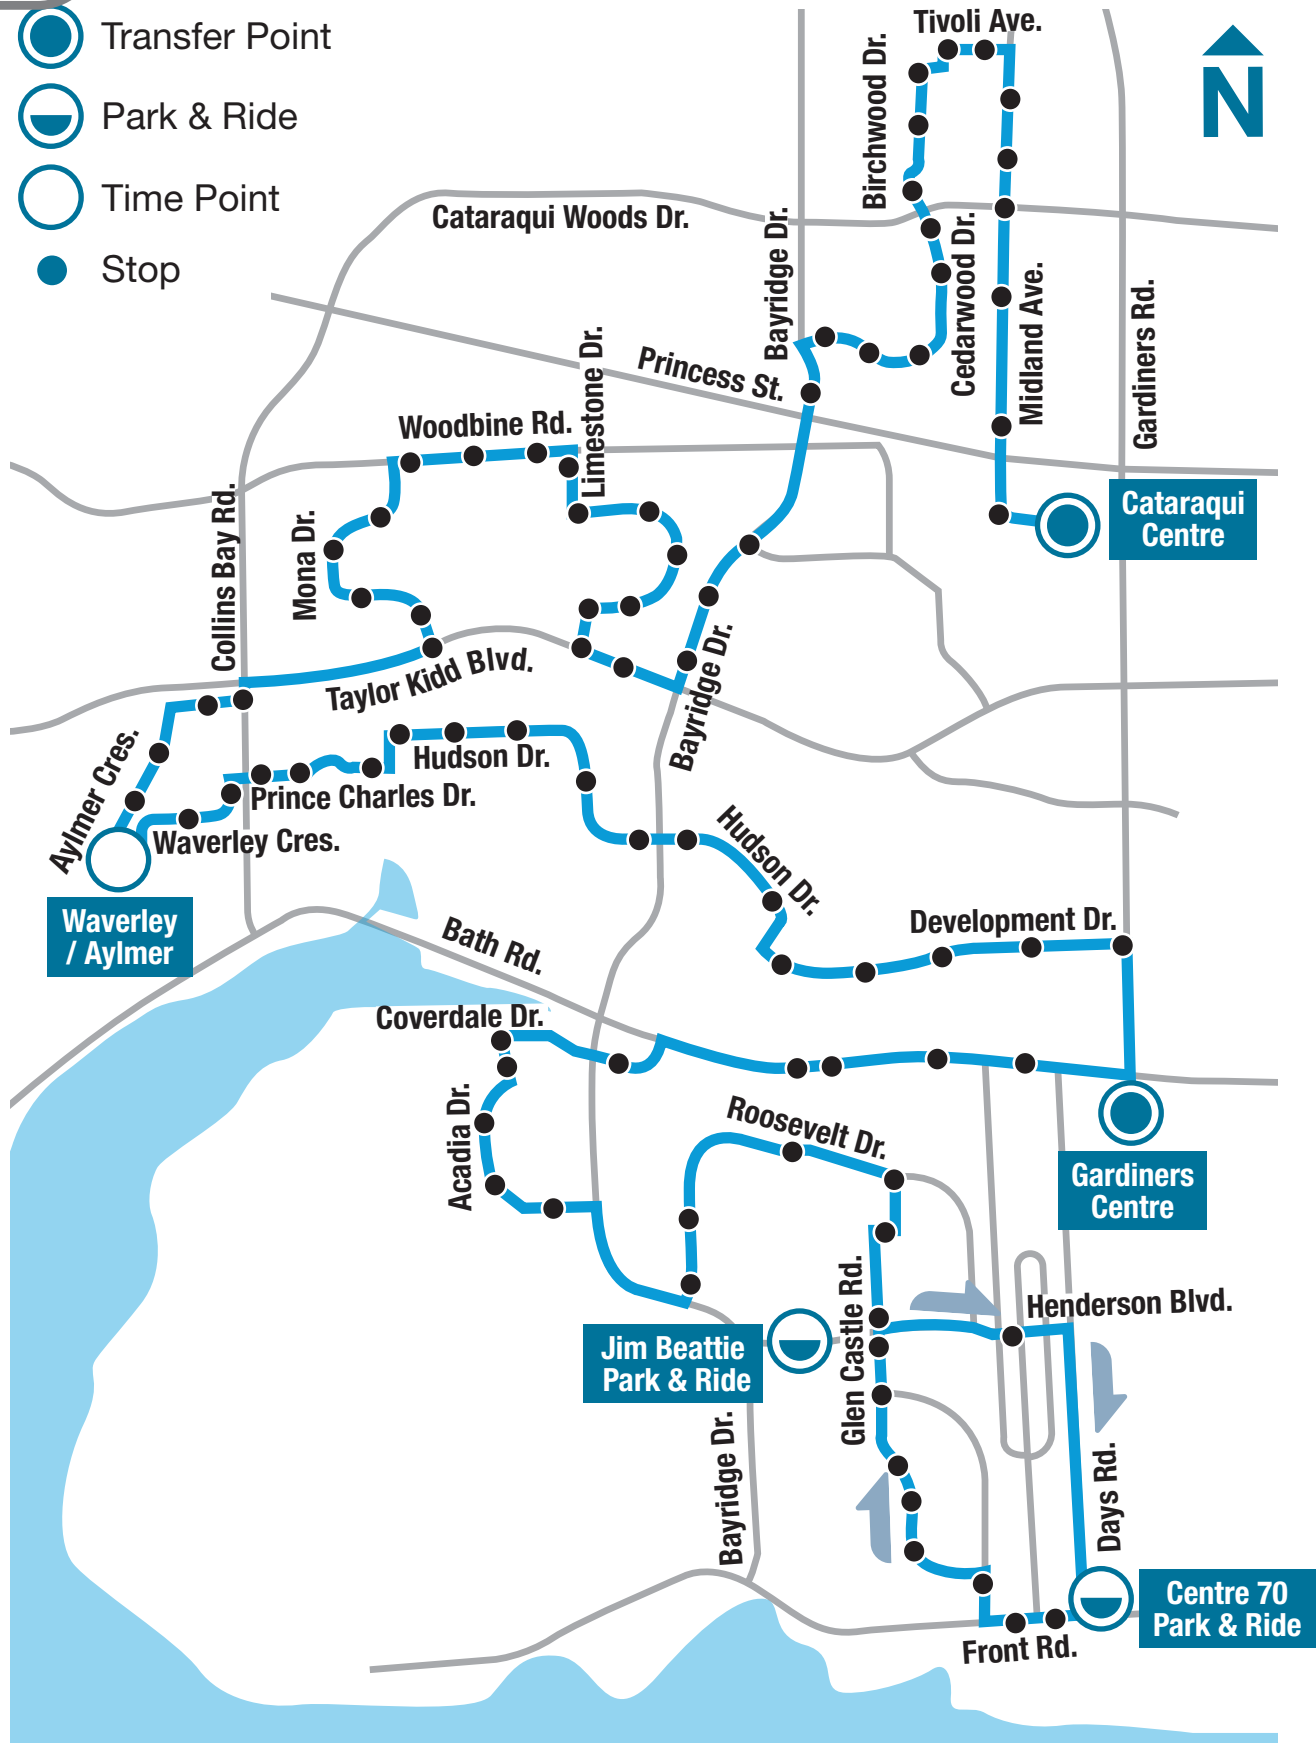 Transfer Point
Park & Ride
Time Point
Stop
N
Tivoli Ave.
Birchwood Dr.
Cataraqui Woods Dr.
Bayridge Dr.
Cedarwood Dr.
Midland Ave.
Gardiners Rd.
Princess St.
Limestone Dr.
Woodbine Rd.
Cataraqui
Centre
Collins Bay Rd.
Mona Dr.
Taylor Kidd Blvd.
Bayridge Dr.
Aylmer Cres.
Hudson Dr.
Prince Charles Dr.
Waverley Cres.
Hudson Dr.
Waverley
/ Aylmer
Bath Rd.
Development Dr.
Coverdale Dr.
Acadia Dr.
Roosevelt Dr.
Gardiners
Centre
Glen Castle Rd.
Henderson Blvd.
Jim Beattie
Park & Ride
Bayridge Dr.
Days Rd.
Centre 70
Park & Ride
Front Rd.